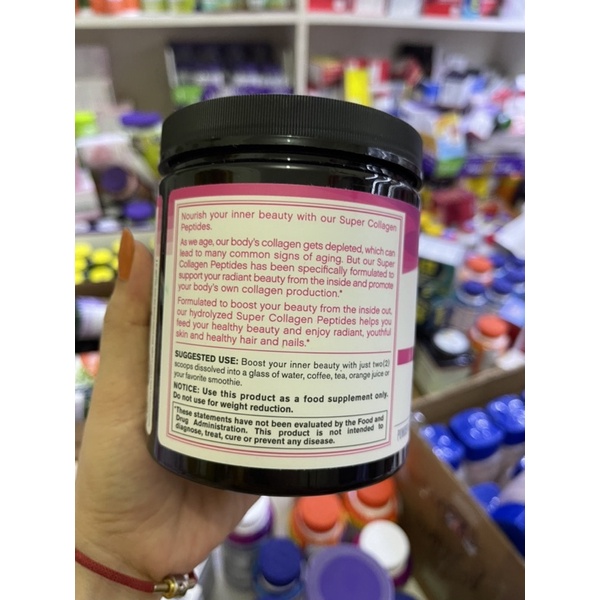 Nourish your inner beauty with our Super Collagen
Peptides.
As we age, our body's collagen gets depleted, which can
lead to many common signs of aging. But our Super
Collagen Peptides has been specifically formulated to
support your radiant beauty from the inside and promote
your body's own collagen production.*
Formulated to boost your beauty from the inside out,
our hydrolyzed Super Collagen Peptides helps you
feed your healthy beauty and enjoy radiant, youthful
skin and healthy hair and nails.*
SUGGESTED USE: Boost your inner beauty with just two(2)
scoops dissolved into a glass of water, coffee, tea, orange juice or
your favorite smoothie.
NOTICE: Use this product as a food supplement only.
Do not use for weight reduction.
*These statements have not been evaluated by the Food and
Drug Administration. This product is not intended to
diagnose, treat, cure or prevent any disease.